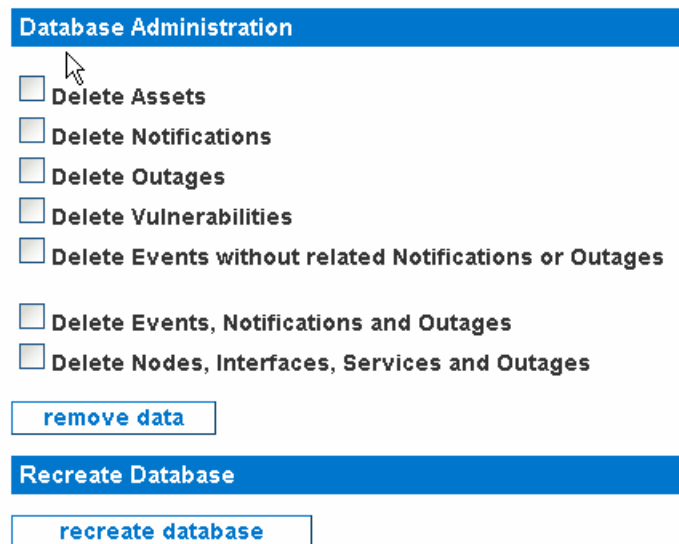 Database Administration
Delete Assets
Delete Notifications
Delete Outages
Delete Vulnerabilities
Delete Events without related Notifications or Outages
Delete Events, Notifications and Outages
Delete Nodes, Interfaces, Services and Outages
remove data
Recreate Database
recreate database